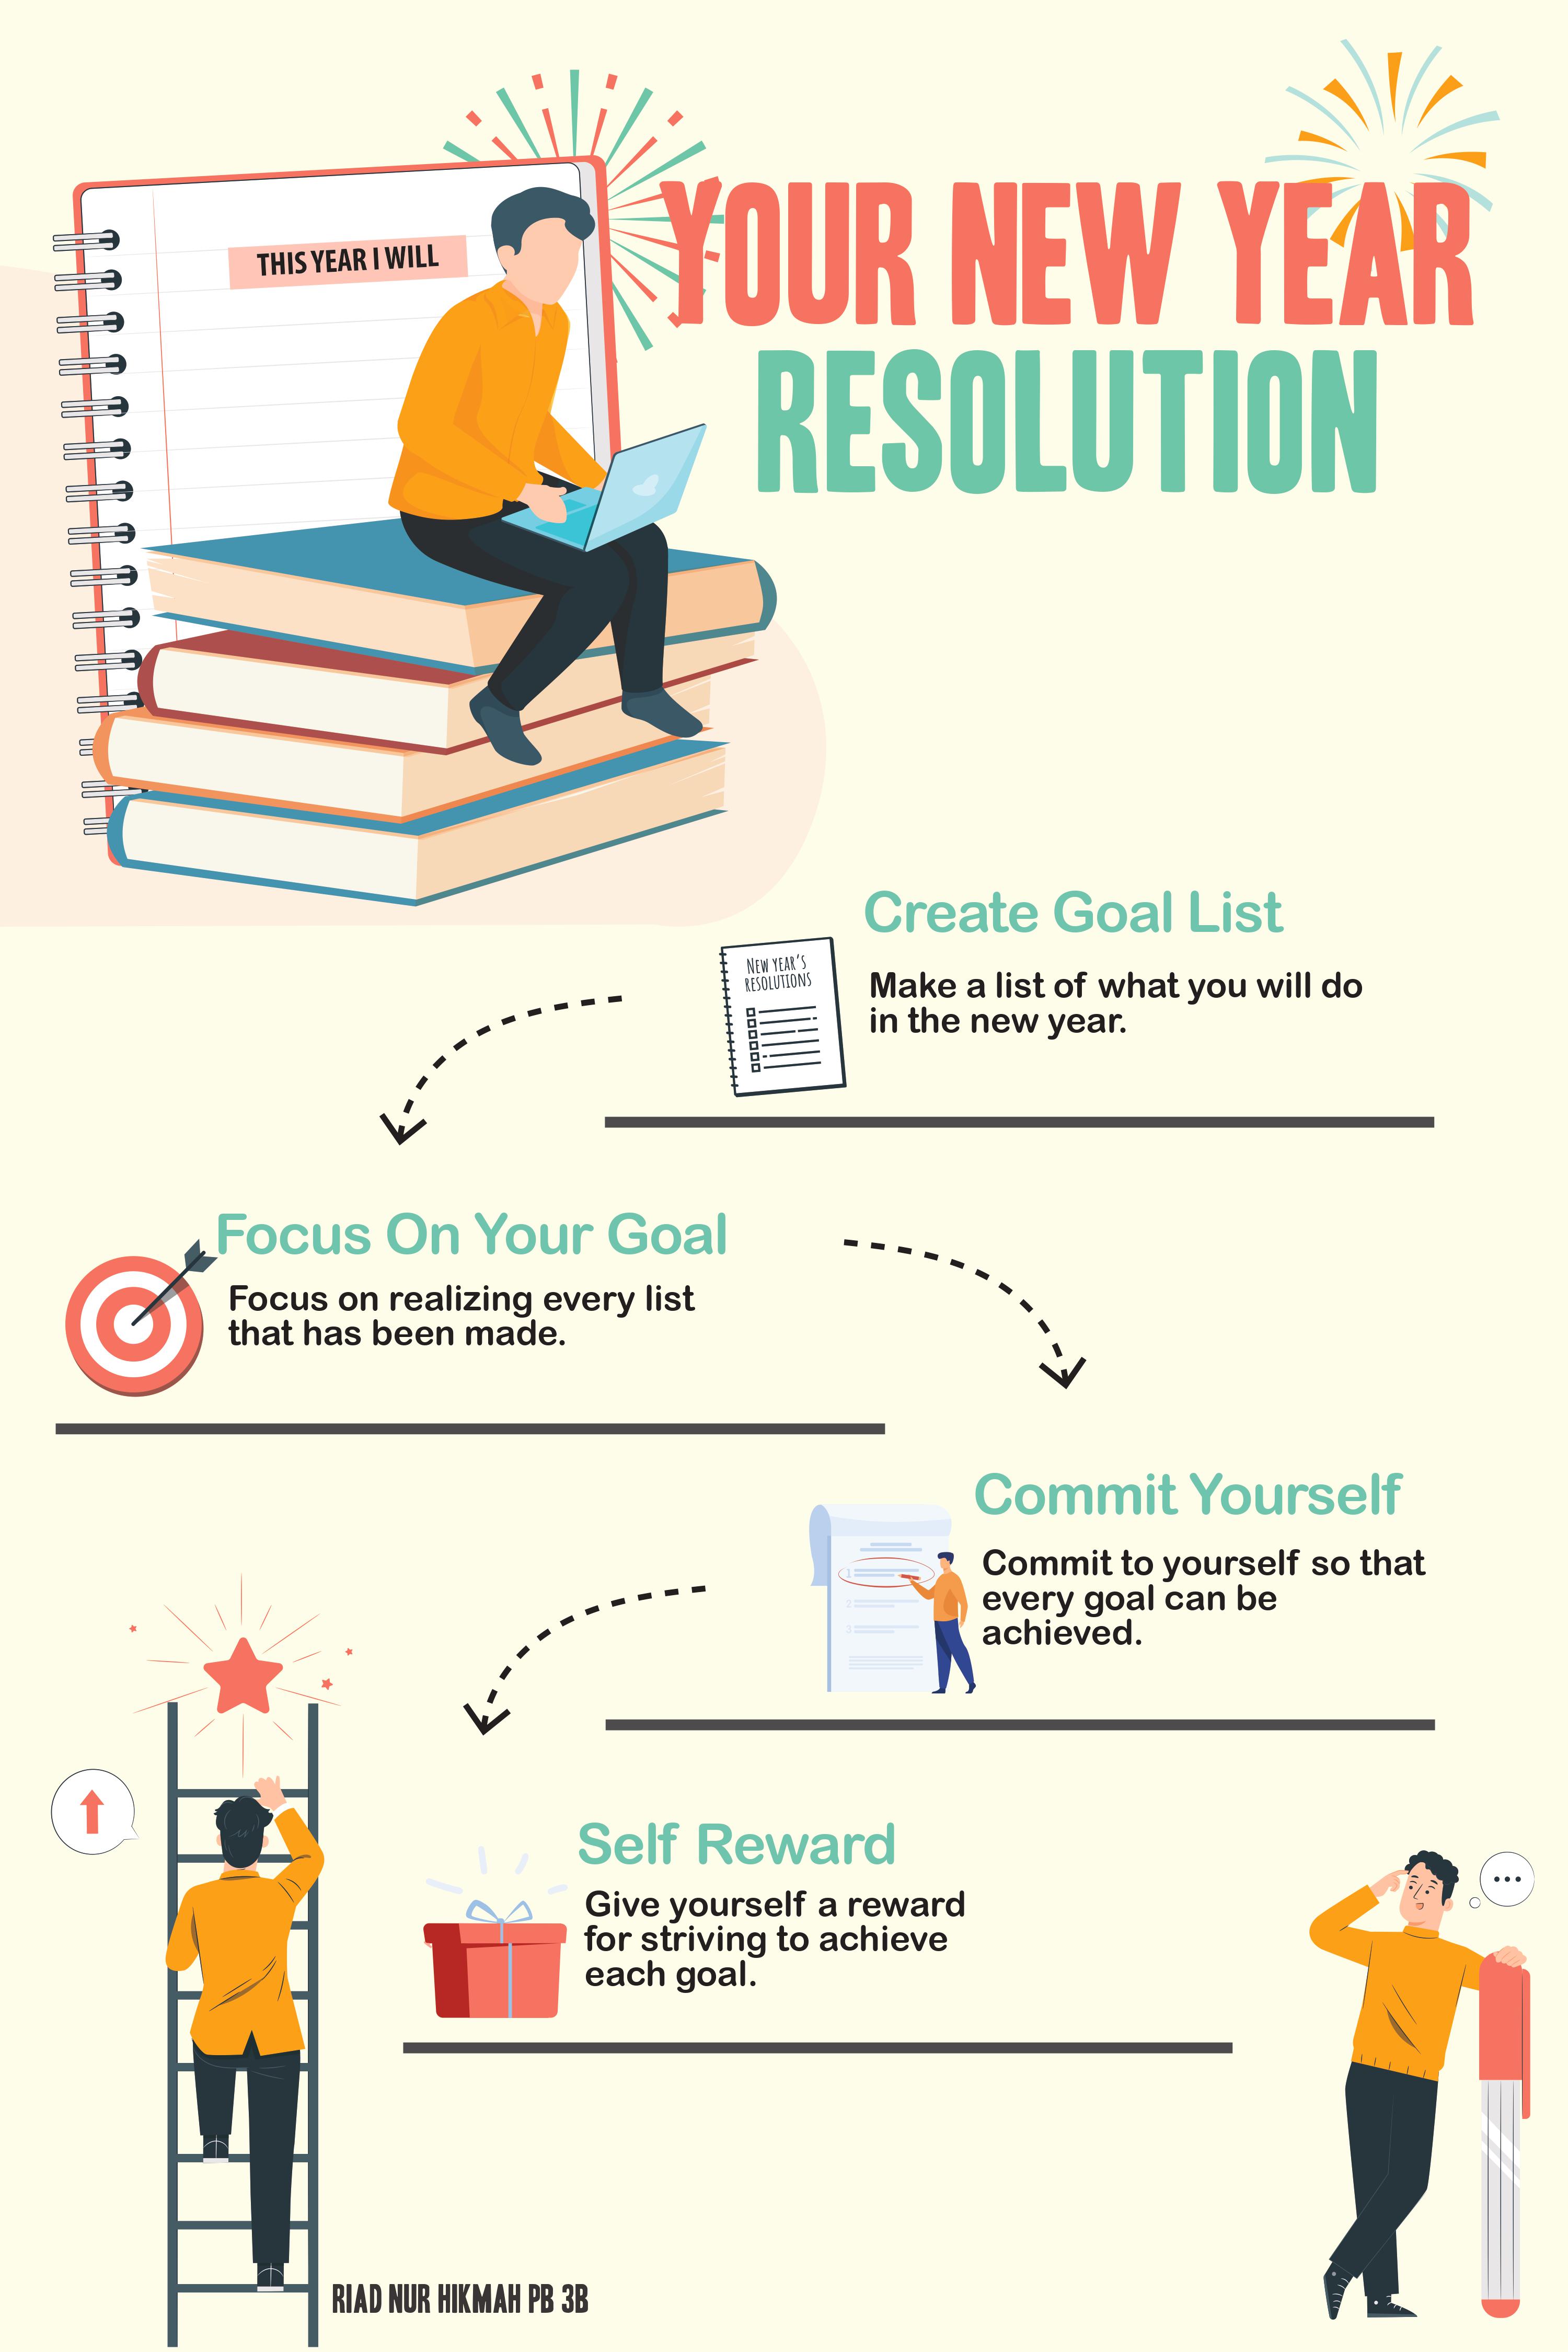 YOUR NEW YEAR
RESOLUTION
THIS YEAR I WILL
Create Goal List
NEW YEAR'S
RESOLUTIONS
Make a list of what you will do
in the new year.
Focus On Your Goal
Focus on realizing every list
that has been made.
Commit Yourself
1
2
3
Commit to yourself so that
every goal can be
achieved.
Self Reward
Give yourself a reward
for striving to achieve
each goal.
RIAD NUR HIKMAH PB 3B